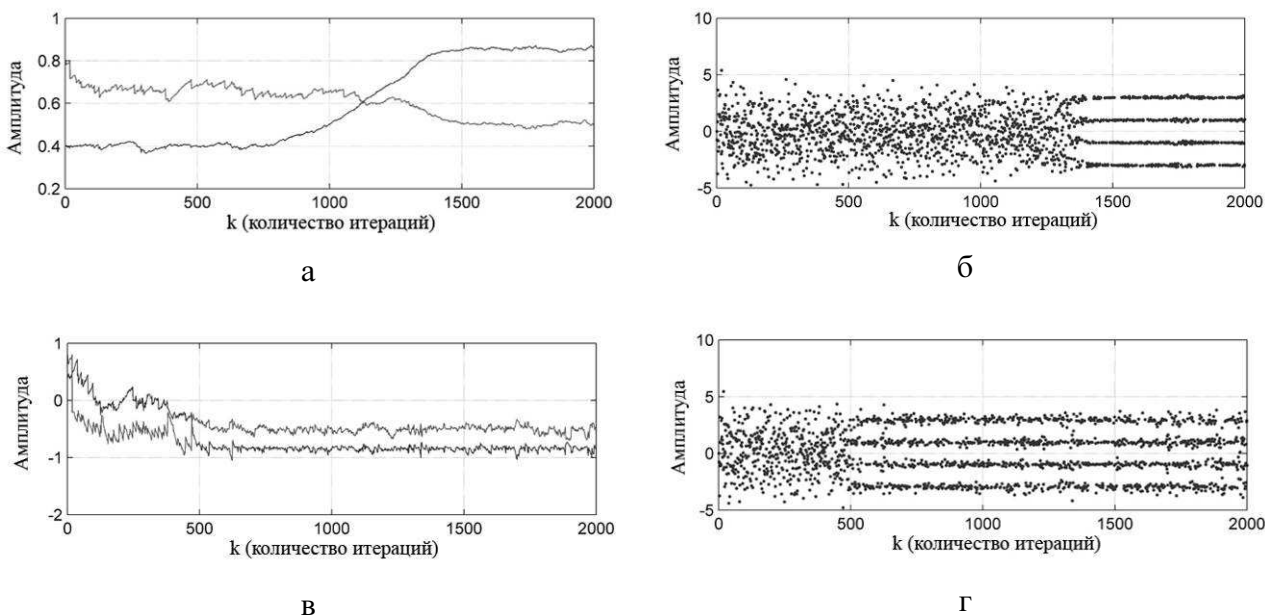 1
0.8
0.6
0.4
0.2
Амплитуда
0 500 1000 1500 2000
k (количество итераций)
а
10
5
0
-5
Амплитуда
0 500 1000 1500 2000
k (количество итераций)
б
1
0
-1
-2
Амплитуда
0 500 1000 1500 2000
k (количество итераций)
в
10
5
0
-5
Амплитуда
0 500 1000 1500 2000
k (количество итераций)
г